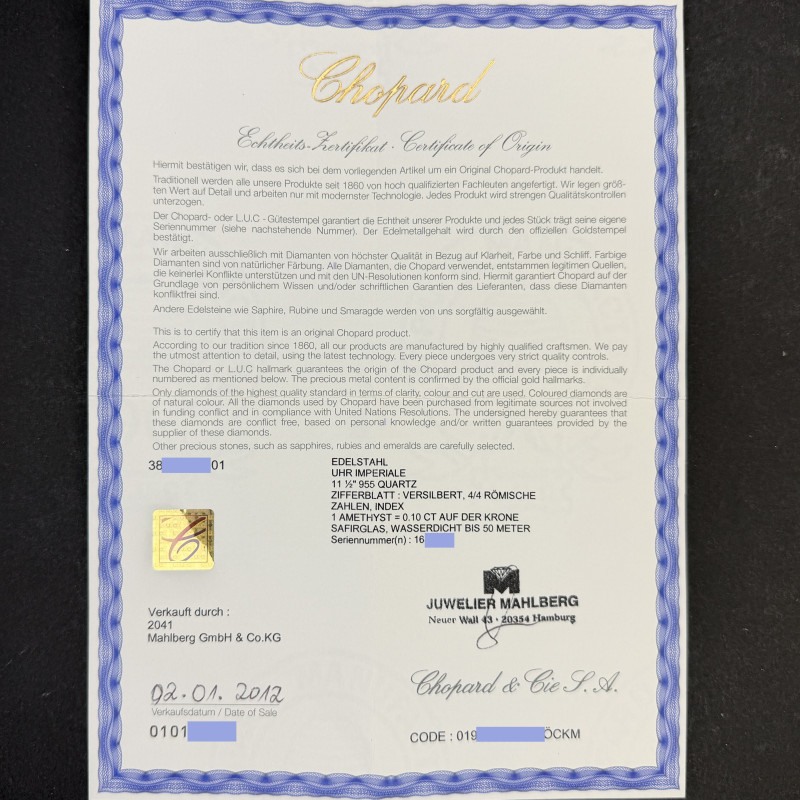 Chopard
Echtheits-Zertifikat · Certificate of Origin
Hiermit bestätigen wir, dass es sich bei dem vorliegenden Artikel um ein Original Chopard-Produkt handelt.
Traditionell werden alle unsere Produkte seit 1860 von hoch qualifizierten Fachleuten angefertigt. Wir legen größ-
ten Wert auf Detail und arbeiten nur mit modernster Technologie. Jedes Produkt wird strengen Qualitätskontrollen
unterzogen.
Der Chopard- oder L.U.C - Gütestempel garantiert die Echtheit unserer Produkte und jedes Stück trägt seine eigene
Seriennummer (siehe nachstehende Nummer). Der Edelmetallgehalt wird durch den offiziellen Goldstempel
bestätigt.
Wir arbeiten ausschließlich mit Diamanten von höchster Qualität in Bezug auf Klarheit, Farbe und Schliff. Farbige
Diamanten sind von natürlicher Färbung. Alle Diamanten, die Chopard verwendet, entstammen legitimen Quellen,
die keinerlei Konflikte unterstützen und mit den UN-Resolutionen konform sind. Hiermit garantiert Chopard auf der
Grundlage von persönlichem Wissen und/oder schriftlichen Garantien des Lieferanten, dass diese Diamanten
konfliktfrei sind.
Andere Edelsteine wie Saphire, Rubine und Smaragde werden von uns sorgfältig ausgewählt.
This is to certify that this item is an original Chopard product.
According to our tradition since 1860, all our products are manufactured by highly qualified craftsmen. We pay
the utmost attention to detail, using the latest technology. Every piece undergoes very strict quality controls.
The Chopard or L.U.C hallmark guarantees the origin of the Chopard product and every piece is individually
numbered as mentioned below. The precious metal content is confirmed by the official gold hallmarks.
Only diamonds of the highest quality standard in terms of clarity, colour and cut are used. Coloured diamonds are
of natural colour. All the diamonds used by Chopard have been purchased from legitimate sources not involved
in funding conflict and in compliance with United Nations Resolutions. The undersigned hereby guarantees that
these diamonds are conflict free, based on personal knowledge and/or written guarantees provided by the
supplier of these diamonds.
Other precious stones, such as sapphires, rubies and emeralds are carefully selected.
38 01
EDELSTAHL
UHR IMPERIALE
11 ½" 955 QUARTZ
ZIFFERBLATT : VERSILBERT, 4/4 RÖMISCHE
ZAHLEN, INDEX
1 AMETHYST = 0.10 CT AUF DER KRONE
SAFIRGLAS, WASSERDICHT BIS 50 METER
Seriennummer(n) : 16
M
JUWELIER MAHLBERG
Neuer Wall 43 · 20354 Hamburg
Verkauft durch :
2041
Mahlberg GmbH & Co.KG
Chopard & Cie S.A.
02.01.2012
Verkaufsdatum / Date of Sale
0101
CODE : 019 ÖCKM